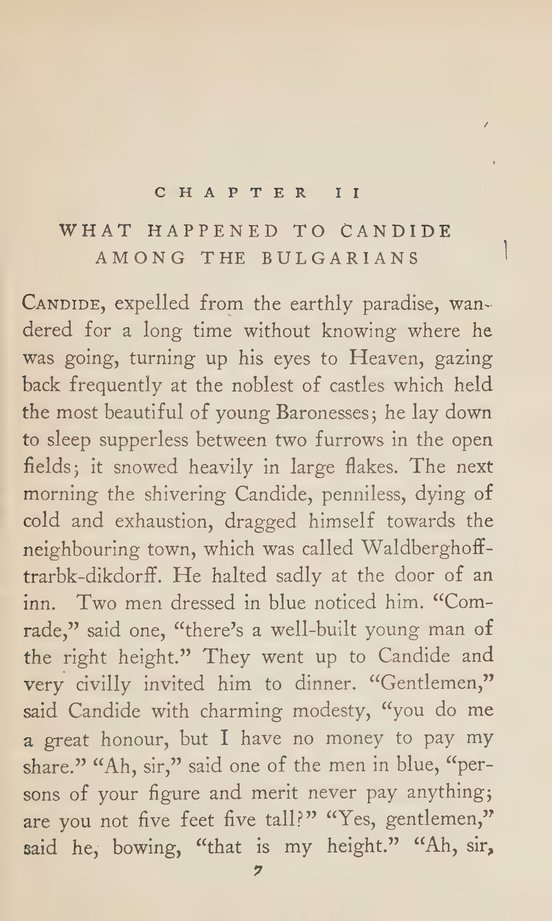 CHAPTER II
WHAT HAPPENED TO CANDIDE
AMONG THE BULGARIANS
CANDIDE, expelled from the earthly paradise, wan-
dered for a long time without knowing where he
was going, turning up his eyes to Heaven, gazing
back frequently at the noblest of castles which held
the most beautiful of young Baronesses; he lay down
to sleep supperless between two furrows in the open
fields; it snowed heavily in large flakes. The next
morning the shivering Candide, penniless, dying of
cold and exhaustion, dragged himself towards the
neighbouring town, which was called Waldberghoff-
trarbk-dikdorff. He halted sadly at the door of an
inn. Two men dressed in blue noticed him. “Com-
rade,” said one, “there’s a well-built young man of
the right height.” They went up to Candide and
very civilly invited him to dinner. “Gentlemen,”
said Candide with charming modesty, “you do me
a great honour, but I have no money to pay my
share.” “Ah, sir,” said one of the men in blue, “per-
sons of your figure and merit never pay anything;
are you not five feet five tall?” “Yes, gentlemen,”
said he, bowing, “that is my height.” “Ah, sir,
7